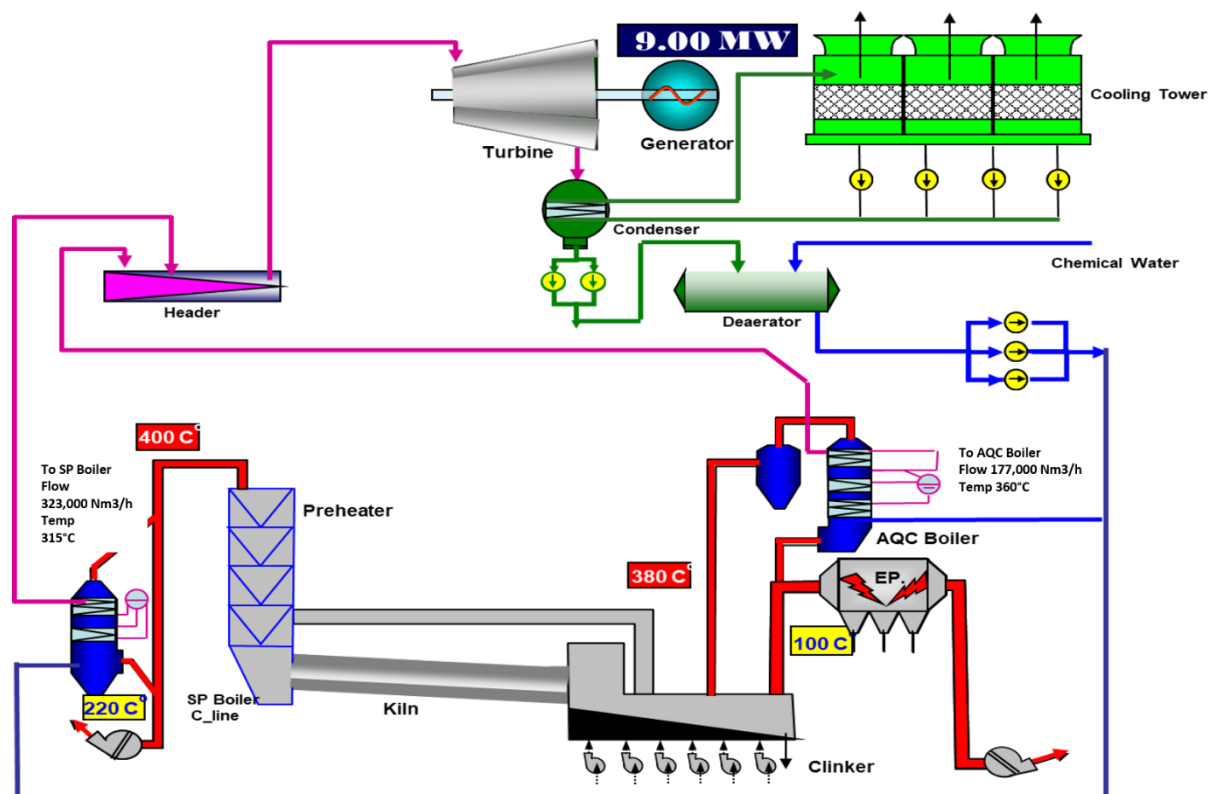 9.00 MW
Cooling Tower
Turbine
Generator
Condenser
Chemical Water
Header
Deaerator
400 C°
To SP Boiler
Flow
323,000 Nm3/h
Temp
315°C
Preheater
To AQC Boiler
Flow 177,000 Nm3/h
Temp 360°C
AQC Boiler
380 C°
EP.
100 C
220 C°
SP Boiler
C_line
Kiln
Clinker